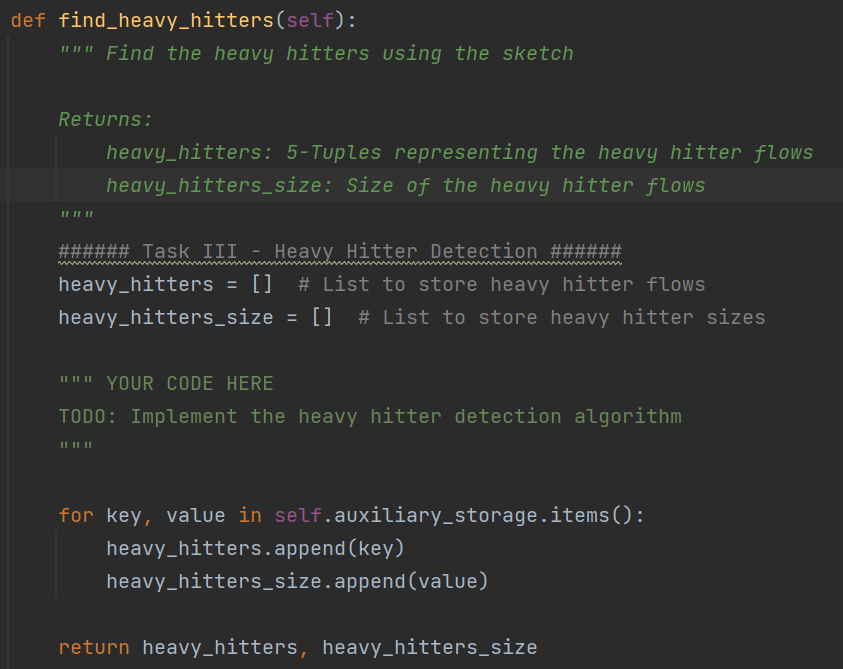 def find_heavy_hitters(self):
""" Find the heavy hitters using the sketch
Returns:
heavy_hitters: 5-Tuples representing the heavy hitter flows
heavy_hitters_size: Size of the heavy hitter flows
"""
###### Task III - Heavy Hitter Detection ######
heavy_hitters = []  # List to store heavy hitter flows
heavy_hitters_size = []  # List to store heavy hitter sizes
""" YOUR CODE HERE
TODO: Implement the heavy hitter detection algorithm
"""
for key, value in self.auxiliary_storage.items():
heavy_hitters.append(key)
heavy_hitters_size.append(value)
return heavy_hitters, heavy_hitters_size